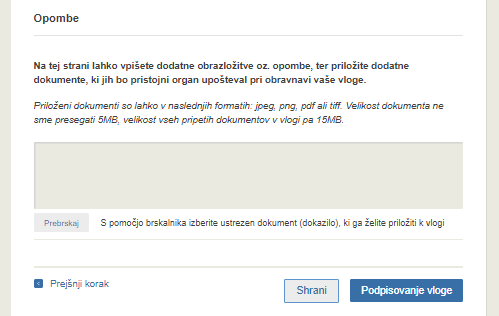 Opombe
Na tej strani lahko vpišete dodatne obrazložitve oz. opombe, ter priložite dodatne
dokumente, ki jih bo pristojni organ upošteval pri obravnavi vaše vloge.
Priloženi dokumenti so lahko v naslednjih formatih: jpeg, png, pdf ali tiff. Velikost dokumenta ne
sme presegati 5MB, velikost vseh pripetih dokumentov v vlogi pa 15MB.
Prebrskaj S pomočjo brskalnika izberite ustrezen dokument (dokazilo), ki ga želite priložiti k vlogi
Prejšnji korak Shrani Podpisovanje vloge